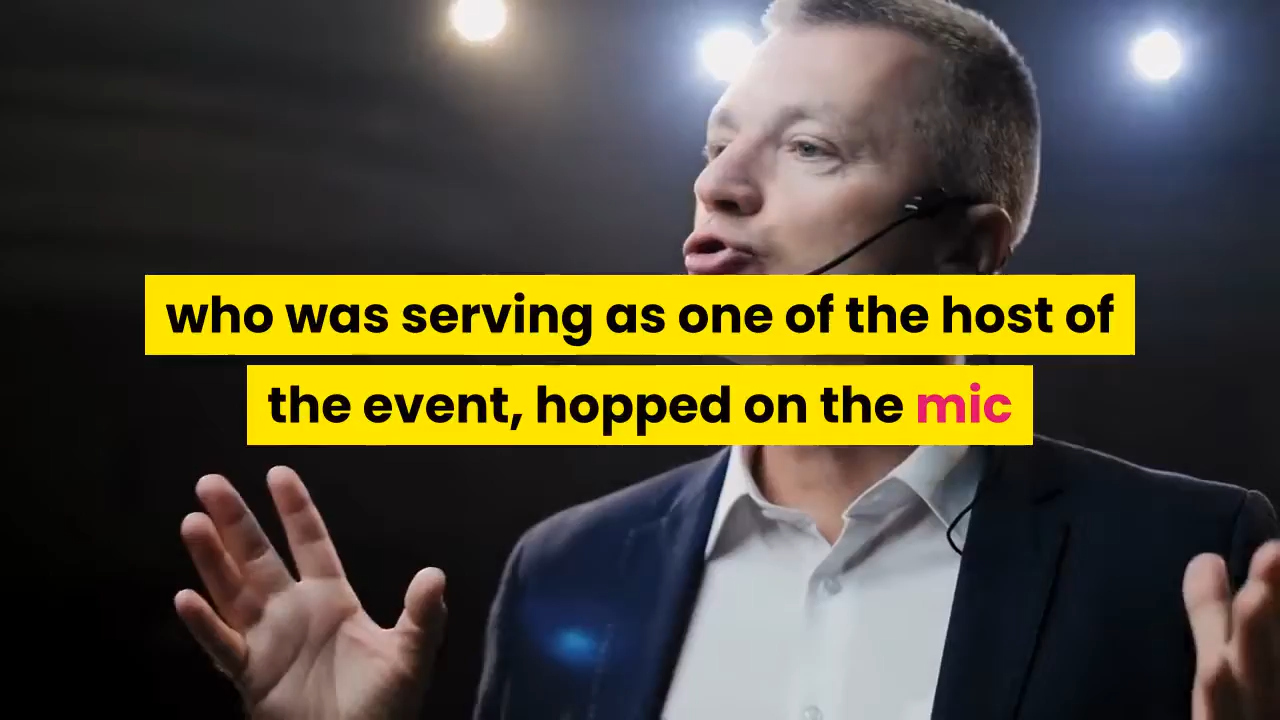 who was serving as one of the host of
the event, hopped on the mic